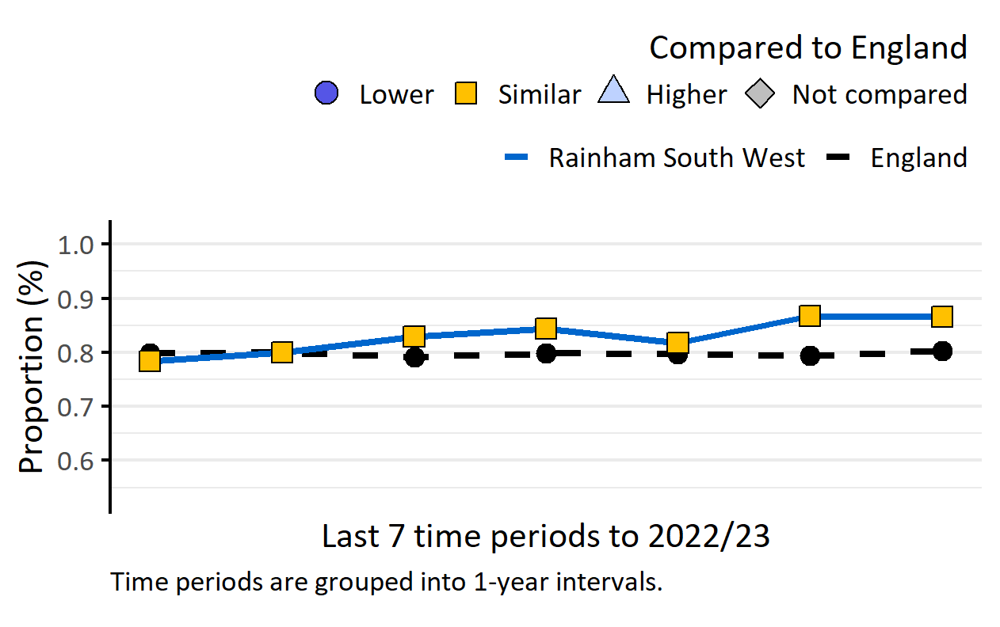 Compared to England
Lower Similar Higher Not compared
Rainham South West England
Proportion (%)
1.0
0.9
0.8
0.7
0.6
Last 7 time periods to 2022/23
Time periods are grouped into 1-year intervals.